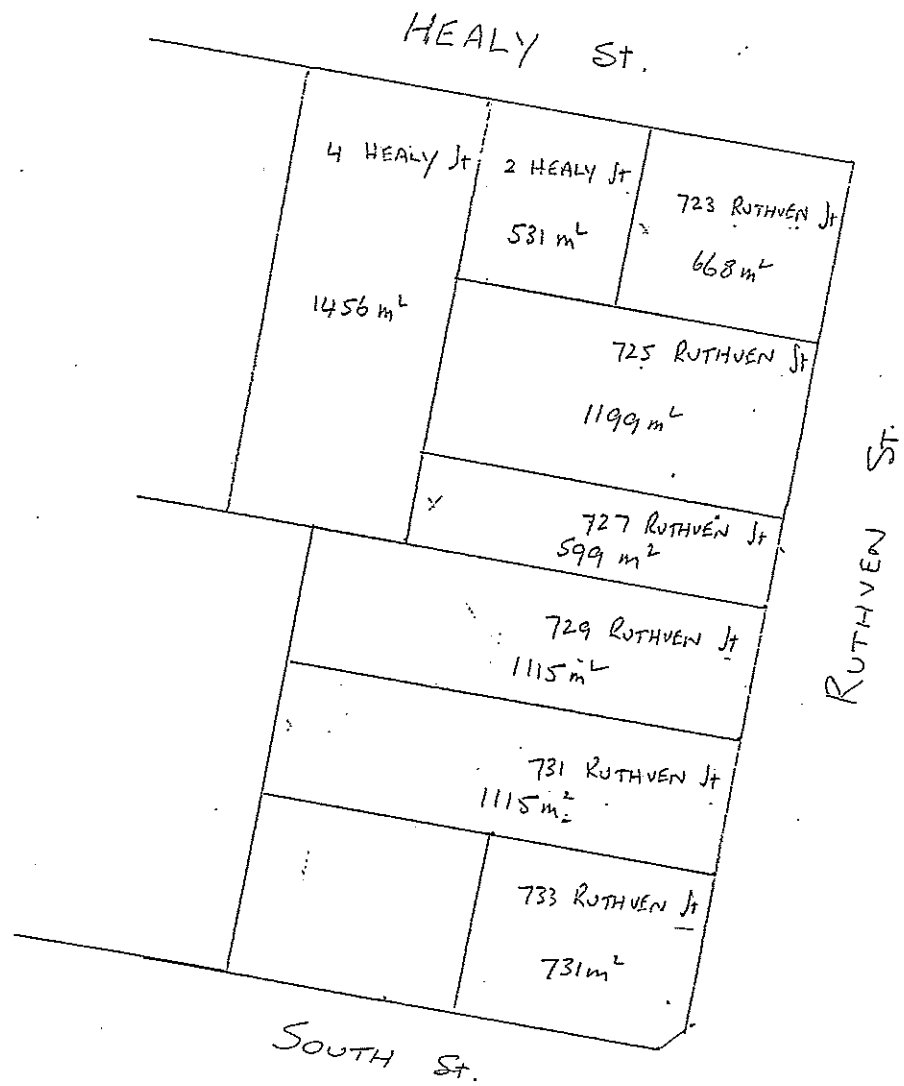 HEALY St.
4 HEALY St
1456 m²
2 HEALY St
531 m²
723 RUTHVEN St
668 m²
725 RUTHVEN St
1199 m²
727 RUTHVEN St
599 m²
729 RUTHVEN St
1115 m²
731 RUTHVEN St
1115 m²
733 RUTHVEN St
731 m²
RUTHVEN ST.
SOUTH St.